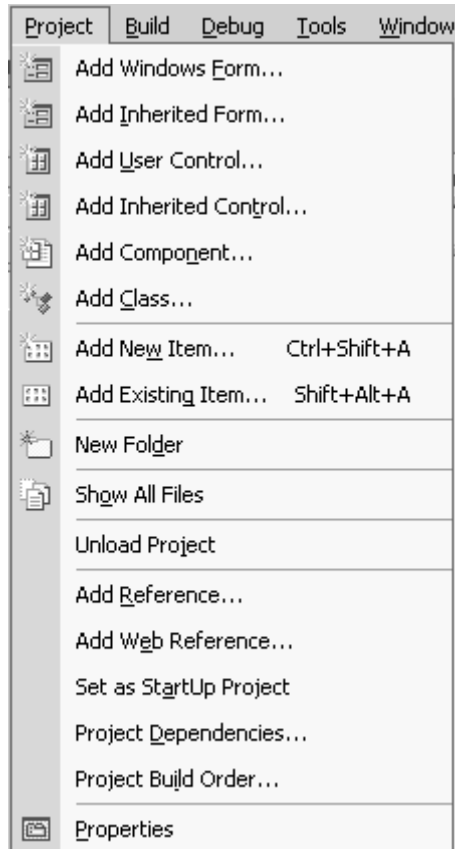 Project Build Debug Tools Window
Add Windows Form...
Add Inherited Form...
Add User Control...
Add Inherited Control...
Add Component...
Add Class...
Add New Item... Ctrl+Shift+A
Add Existing Item... Shift+Alt+A
New Folder
Show All Files
Unload Project
Add Reference...
Add Web Reference...
Set as StartUp Project
Project Dependencies...
Project Build Order...
Properties